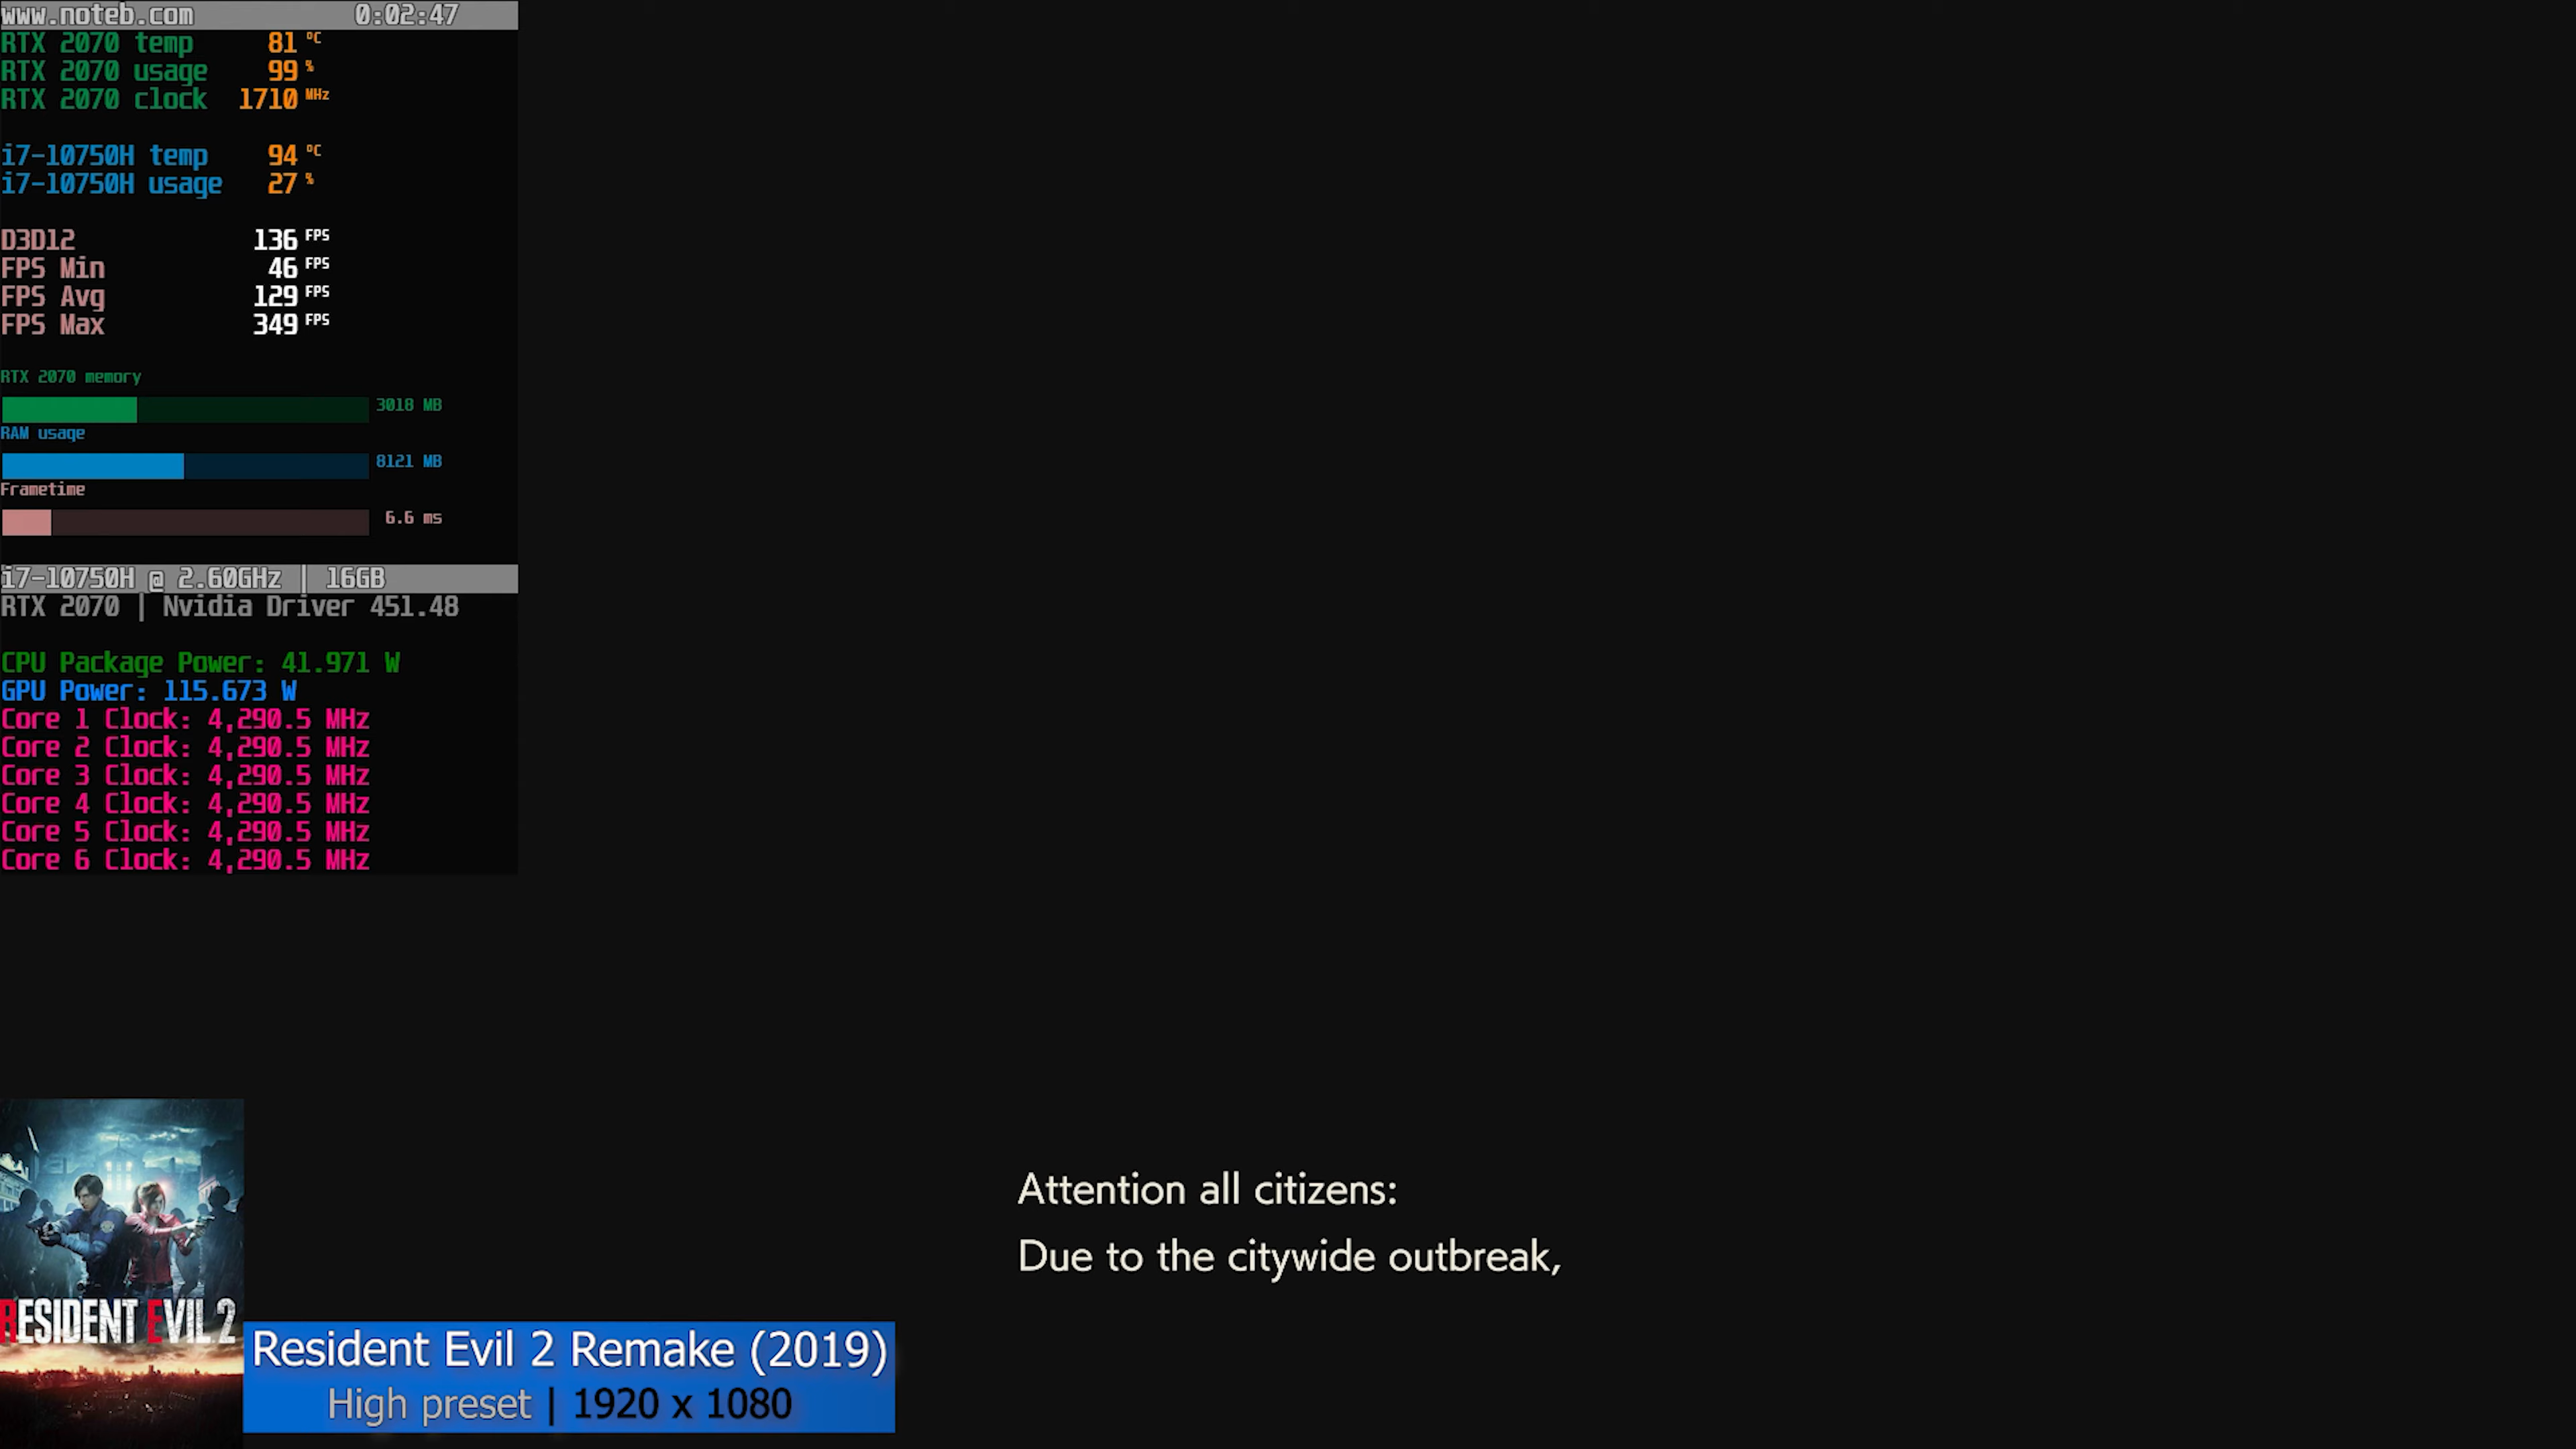 www.noteb.com 0:02:47
RTX 2070 temp 81 °C
RTX 2070 usage 99 %
RTX 2070 clock 1710 MHz
i7-10750H temp 94 °C
i7-10750H usage 27 %
D3D12 136 FPS
FPS Min 46 FPS
FPS Avg 129 FPS
FPS Max 349 FPS
RTX 2070 memory
3018 MB
RAM usage
8121 MB
Frametime
6.6 ms
i7-10750H @ 2.60GHz | 16GB
RTX 2070 | Nvidia Driver 451.48
CPU Package Power: 41.971 W
GPU Power: 115.673 W
Core 1 Clock: 4,290.5 MHz
Core 2 Clock: 4,290.5 MHz
Core 3 Clock: 4,290.5 MHz
Core 4 Clock: 4,290.5 MHz
Core 5 Clock: 4,290.5 MHz
Core 6 Clock: 4,290.5 MHz
Attention all citizens:
Due to the citywide outbreak,
RESIDENT EVIL 2
Resident Evil 2 Remake (2019)
High preset | 1920 x 1080